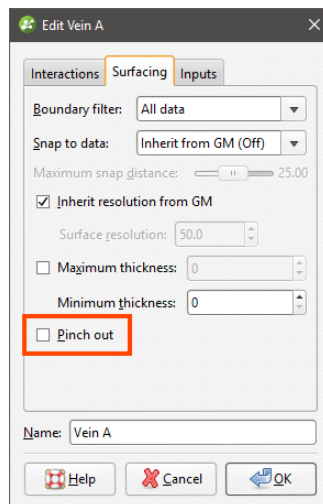 Edit Vein A
Interactions Surfacing Inputs
Boundary filter: All data
Snap to data: Inherit from GM (Off)
Maximum snap distance: 25.00
Inherit resolution from GM
Surface resolution: 50.0
Maximum thickness: 0
Minimum thickness: 0
Pinch out
Name: Vein A
Help Cancel OK